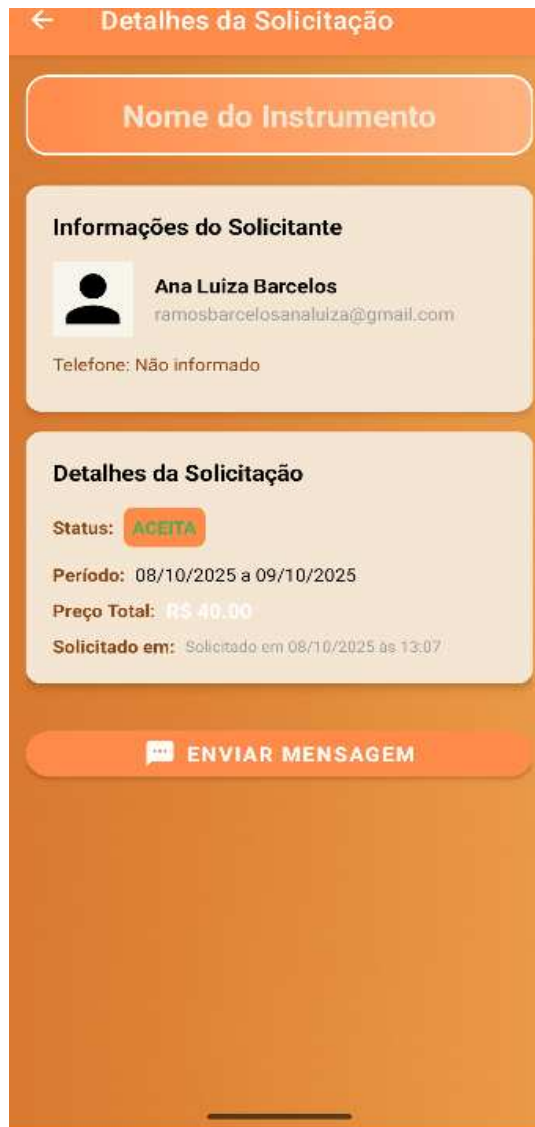 Detalhes da Solicitação
Nome do Instrumento
Informações do Solicitante
Ana Luiza Barcelos
ramosbarcelosanaluiza@gmail.com
Telefone: Não informado
Detalhes da Solicitação
Status: ACEITA
Período: 08/10/2025 a 09/10/2025
Preço Total: R$ 40.00
Solicitado em: Solicitado em 08/10/2025 às 13:07
ENVIAR MENSAGEM